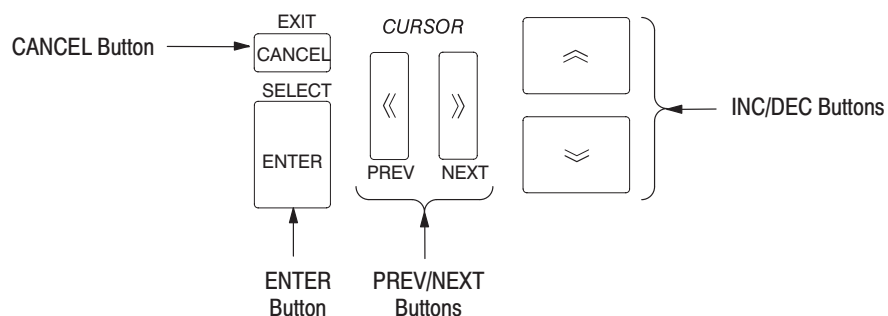 EXIT
CURSOR
CANCEL Button
CANCEL
SELECT
«
»
INC/DEC Buttons
ENTER
PREV
NEXT
ENTER
Button
PREV/NEXT
Buttons